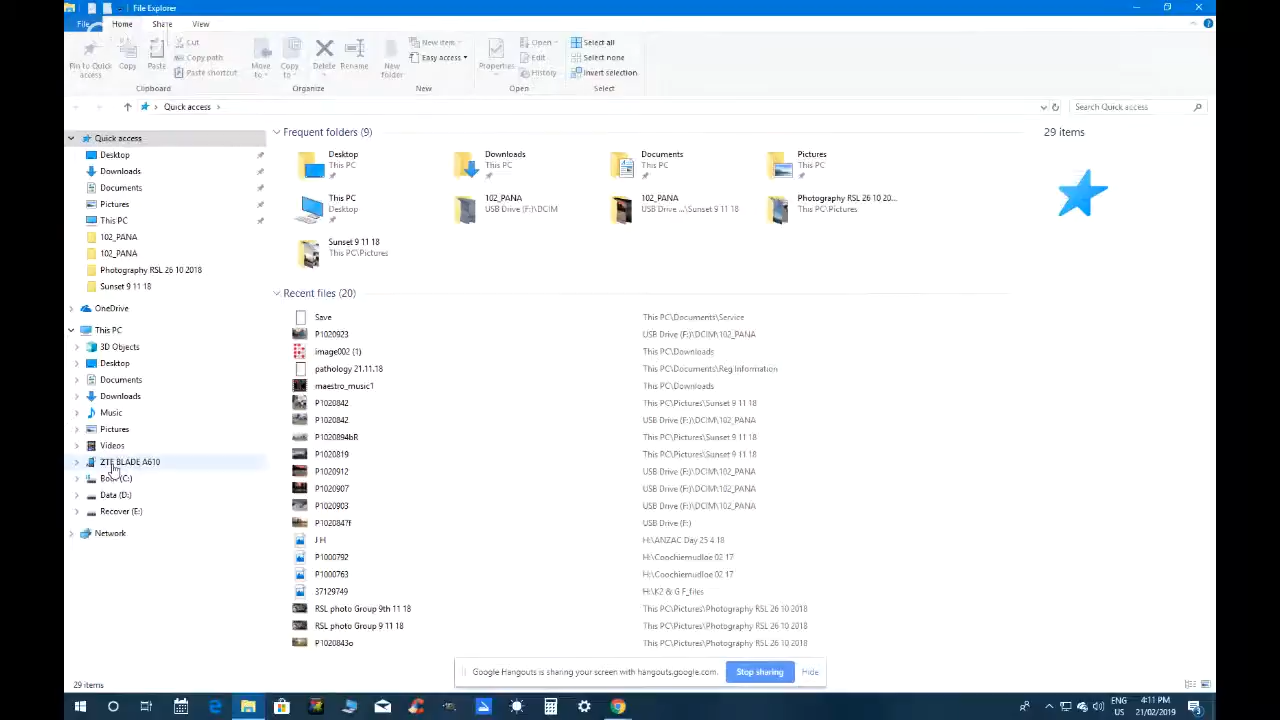 File Explorer
File Home Share View
Pin to Quick access
Copy
Paste
Cut
Copy path
Paste shortcut
Clipboard
Move to
Copy to
Delete
Rename
Organize
New folder
New item
Easy access
New
Properties
Open
Edit
History
Open
Select all
Select none
Invert selection
Select
Quick access
Search Quick access
Quick access
Desktop
Downloads
Documents
Pictures
This PC
102_PANA
102_PANA
Photography RSL 26 10 2018
Sunset 9 11 18
OneDrive
This PC
3D Objects
Desktop
Documents
Downloads
Music
Pictures
Videos
ZTE BLADE A610
(C:)
Data (D:)
Recover (E:)
Network
Frequent folders (9)
Desktop
This PC
Downloads
This PC
Documents
This PC
Pictures
This PC
This PC
Desktop
102_PANA
USB Drive (F:)\DCIM
102_PANA
USB Drive ...\Sunset 9 11 18
Photography RSL 26 10 20...
This PC\Pictures
Sunset 9 11 18
This PC\Pictures
Recent files (20)
Save This PC\Documents\Service
P1020923 USB Drive (F:)\DCIM\102_PANA
image002 (1) This PC\Downloads
pathology 21.11.18 This PC\Documents\Reg Information
maestro_music1 This PC\Downloads
P1020842 This PC\Pictures\Sunset 9 11 18
P1020842 USB Drive (F:)\DCIM\102_PANA
P1020894bR This PC\Pictures\Sunset 9 11 18
P1020819 This PC\Pictures\Sunset 9 11 18
P1020912 USB Drive (F:)\DCIM\102_PANA
P1020907 USB Drive (F:)\DCIM\102_PANA
P1020903 USB Drive (F:)\DCIM\102_PANA
P1020847f USB Drive (F:)
J H H:\ANZAC Day 25 4 18
P1000792 H:\Coochiemudloe 02 17
P1000763 H:\Coochiemudloe 02 17
37129749 H:\K2 & G F_files
RSL photo Group 9th 11 18 This PC\Pictures\Photography RSL 26 10 2018
RSL photo Group 9 11 18 This PC\Pictures\Photography RSL 26 10 2018
P1020843o This PC\Pictures\Photography RSL 26 10 2018
29 items
Google Hangouts is sharing your screen with hangouts.google.com. Stop sharing Hide
29 items
ENG
US
4:11 PM
21/02/2019
3